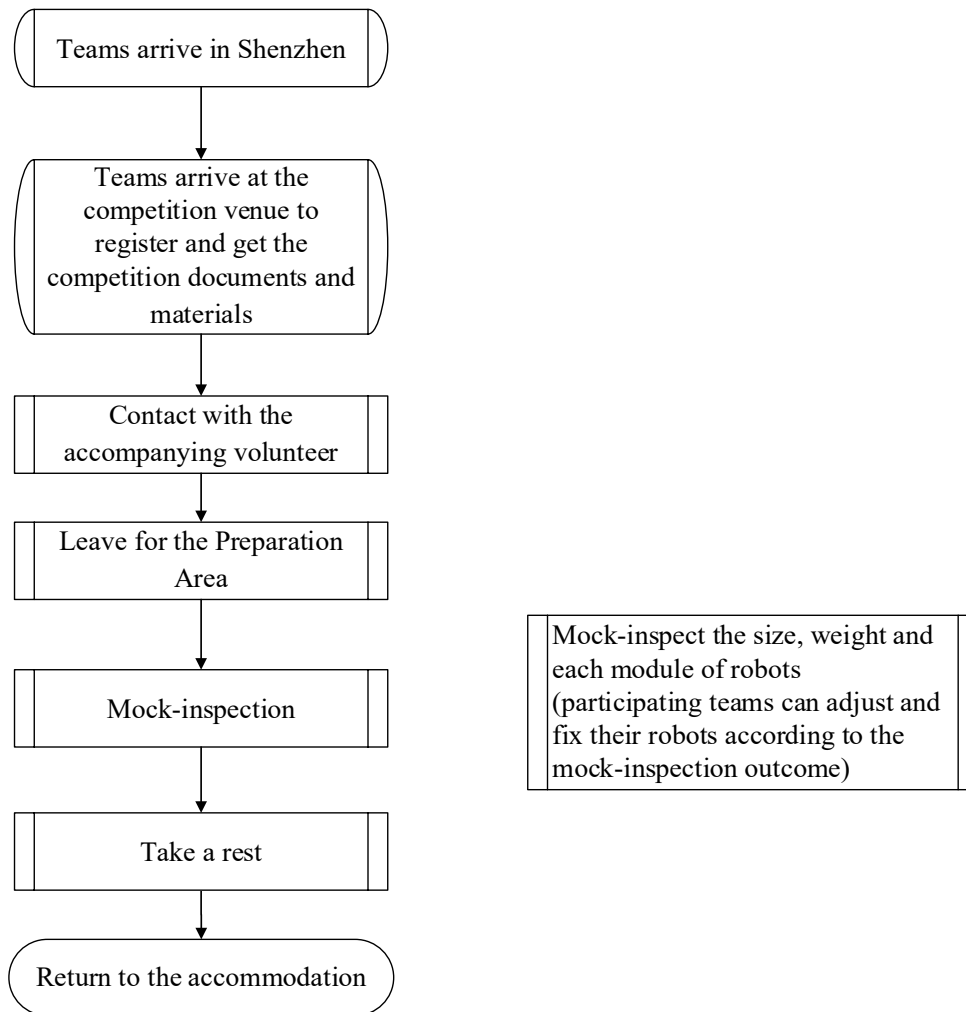 Teams arrive in Shenzhen
Teams arrive at the
competition venue to
register and get the
competition documents and
materials
Contact with the
accompanying volunteer
Leave for the Preparation
Area
Mock-inspection
Mock-inspect the size, weight and
each module of robots
(participating teams can adjust and
fix their robots according to the
mock-inspection outcome)
Take a rest
Return to the accommodation